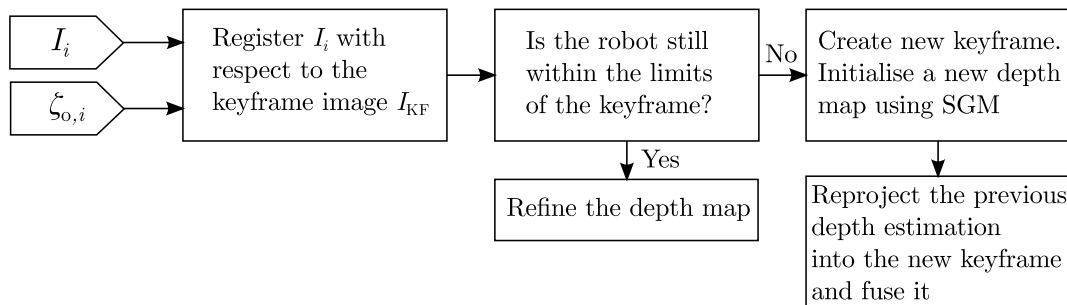 I_i
ζ_{o,i}
Register I_i with
respect to the
keyframe image I_KF
Is the robot still
within the limits
of the keyframe?
No
Create new keyframe.
Initialise a new depth
map using SGM
Yes
Refine the depth map
Reproject the previous
depth estimation
into the new keyframe
and fuse it